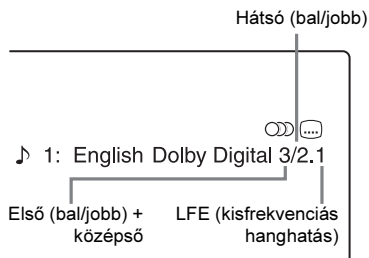 Hátsó (bal/jobb)
♪ 1: English Dolby Digital 3/2.1
Első (bal/jobb) +
középső
LFE (kisfrekvenciás
hanghatás)